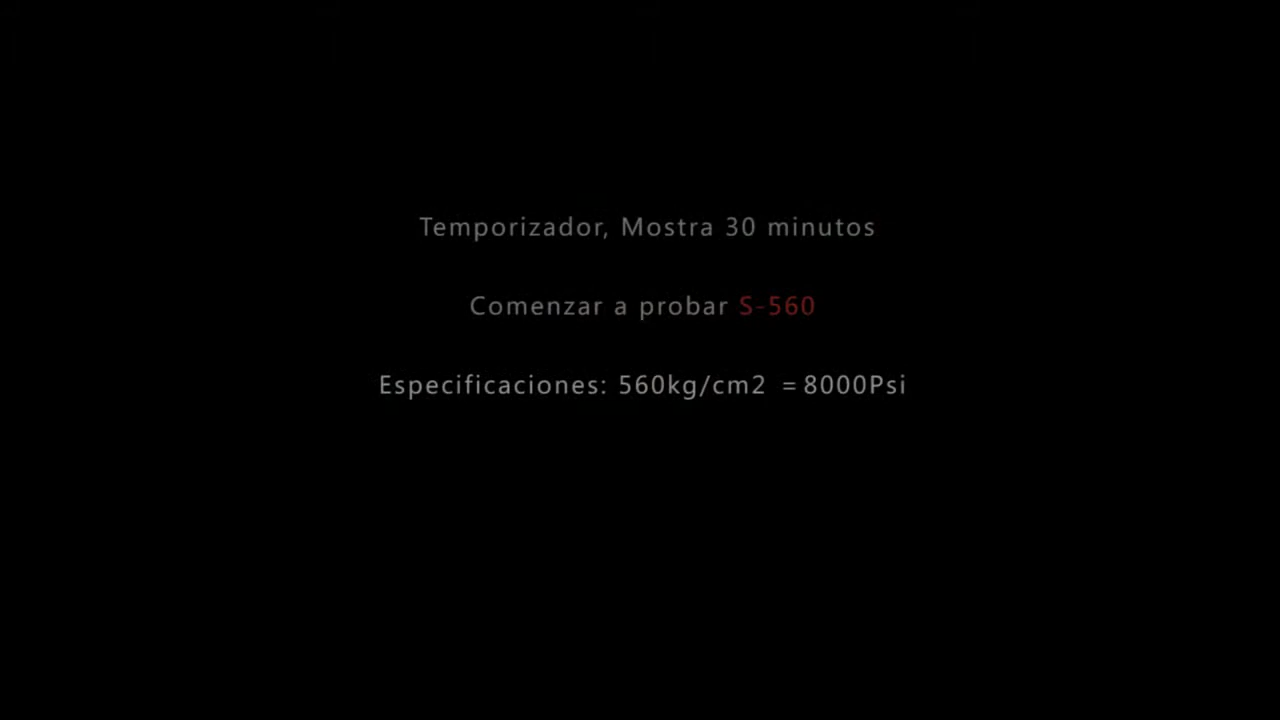 Temporizador, Mostra 30 minutos
Comenzar a probar S-560
Especificaciones: 560kg/cm2 =8000Psi